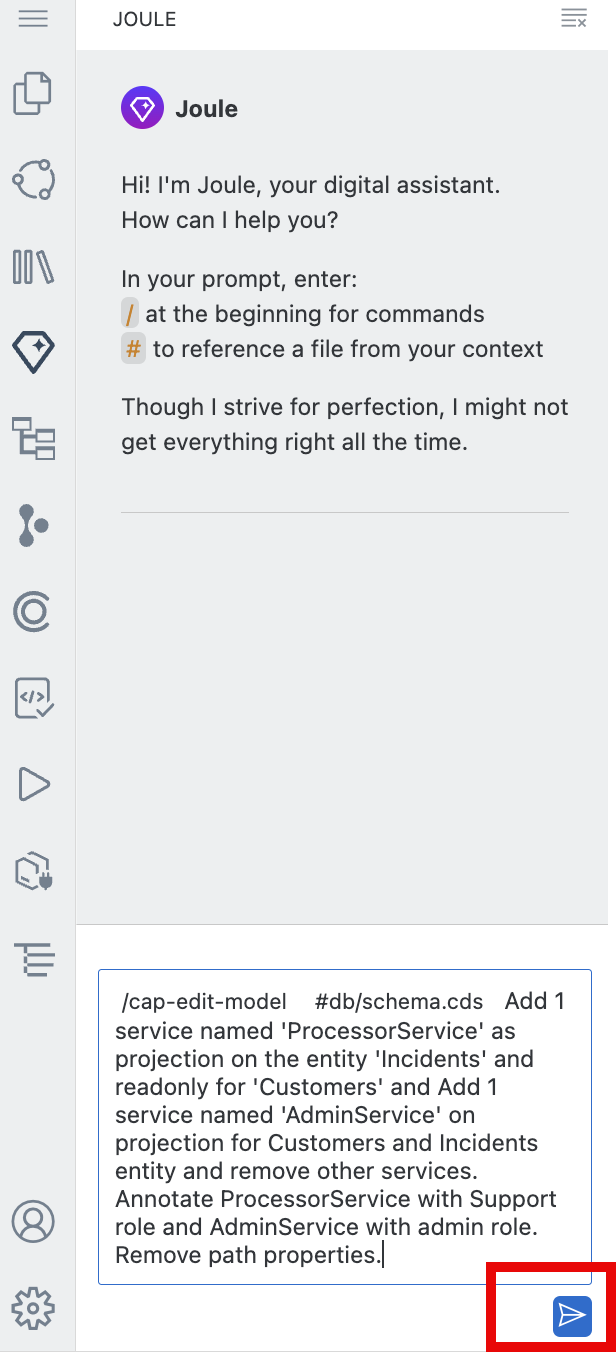 JOULE
Joule
Hi! I'm Joule, your digital assistant.
How can I help you?
In your prompt, enter:
/ at the beginning for commands
# to reference a file from your context
Though I strive for perfection, I might not
get everything right all the time.
/cap-edit-model #db/schema.cds Add 1
service named 'ProcessorService' as
projection on the entity 'Incidents' and
readonly for 'Customers' and Add 1
service named 'AdminService' on
projection for Customers and Incidents
entity and remove other services.
Annotate ProcessorService with Support
role and AdminService with admin role.
Remove path properties.